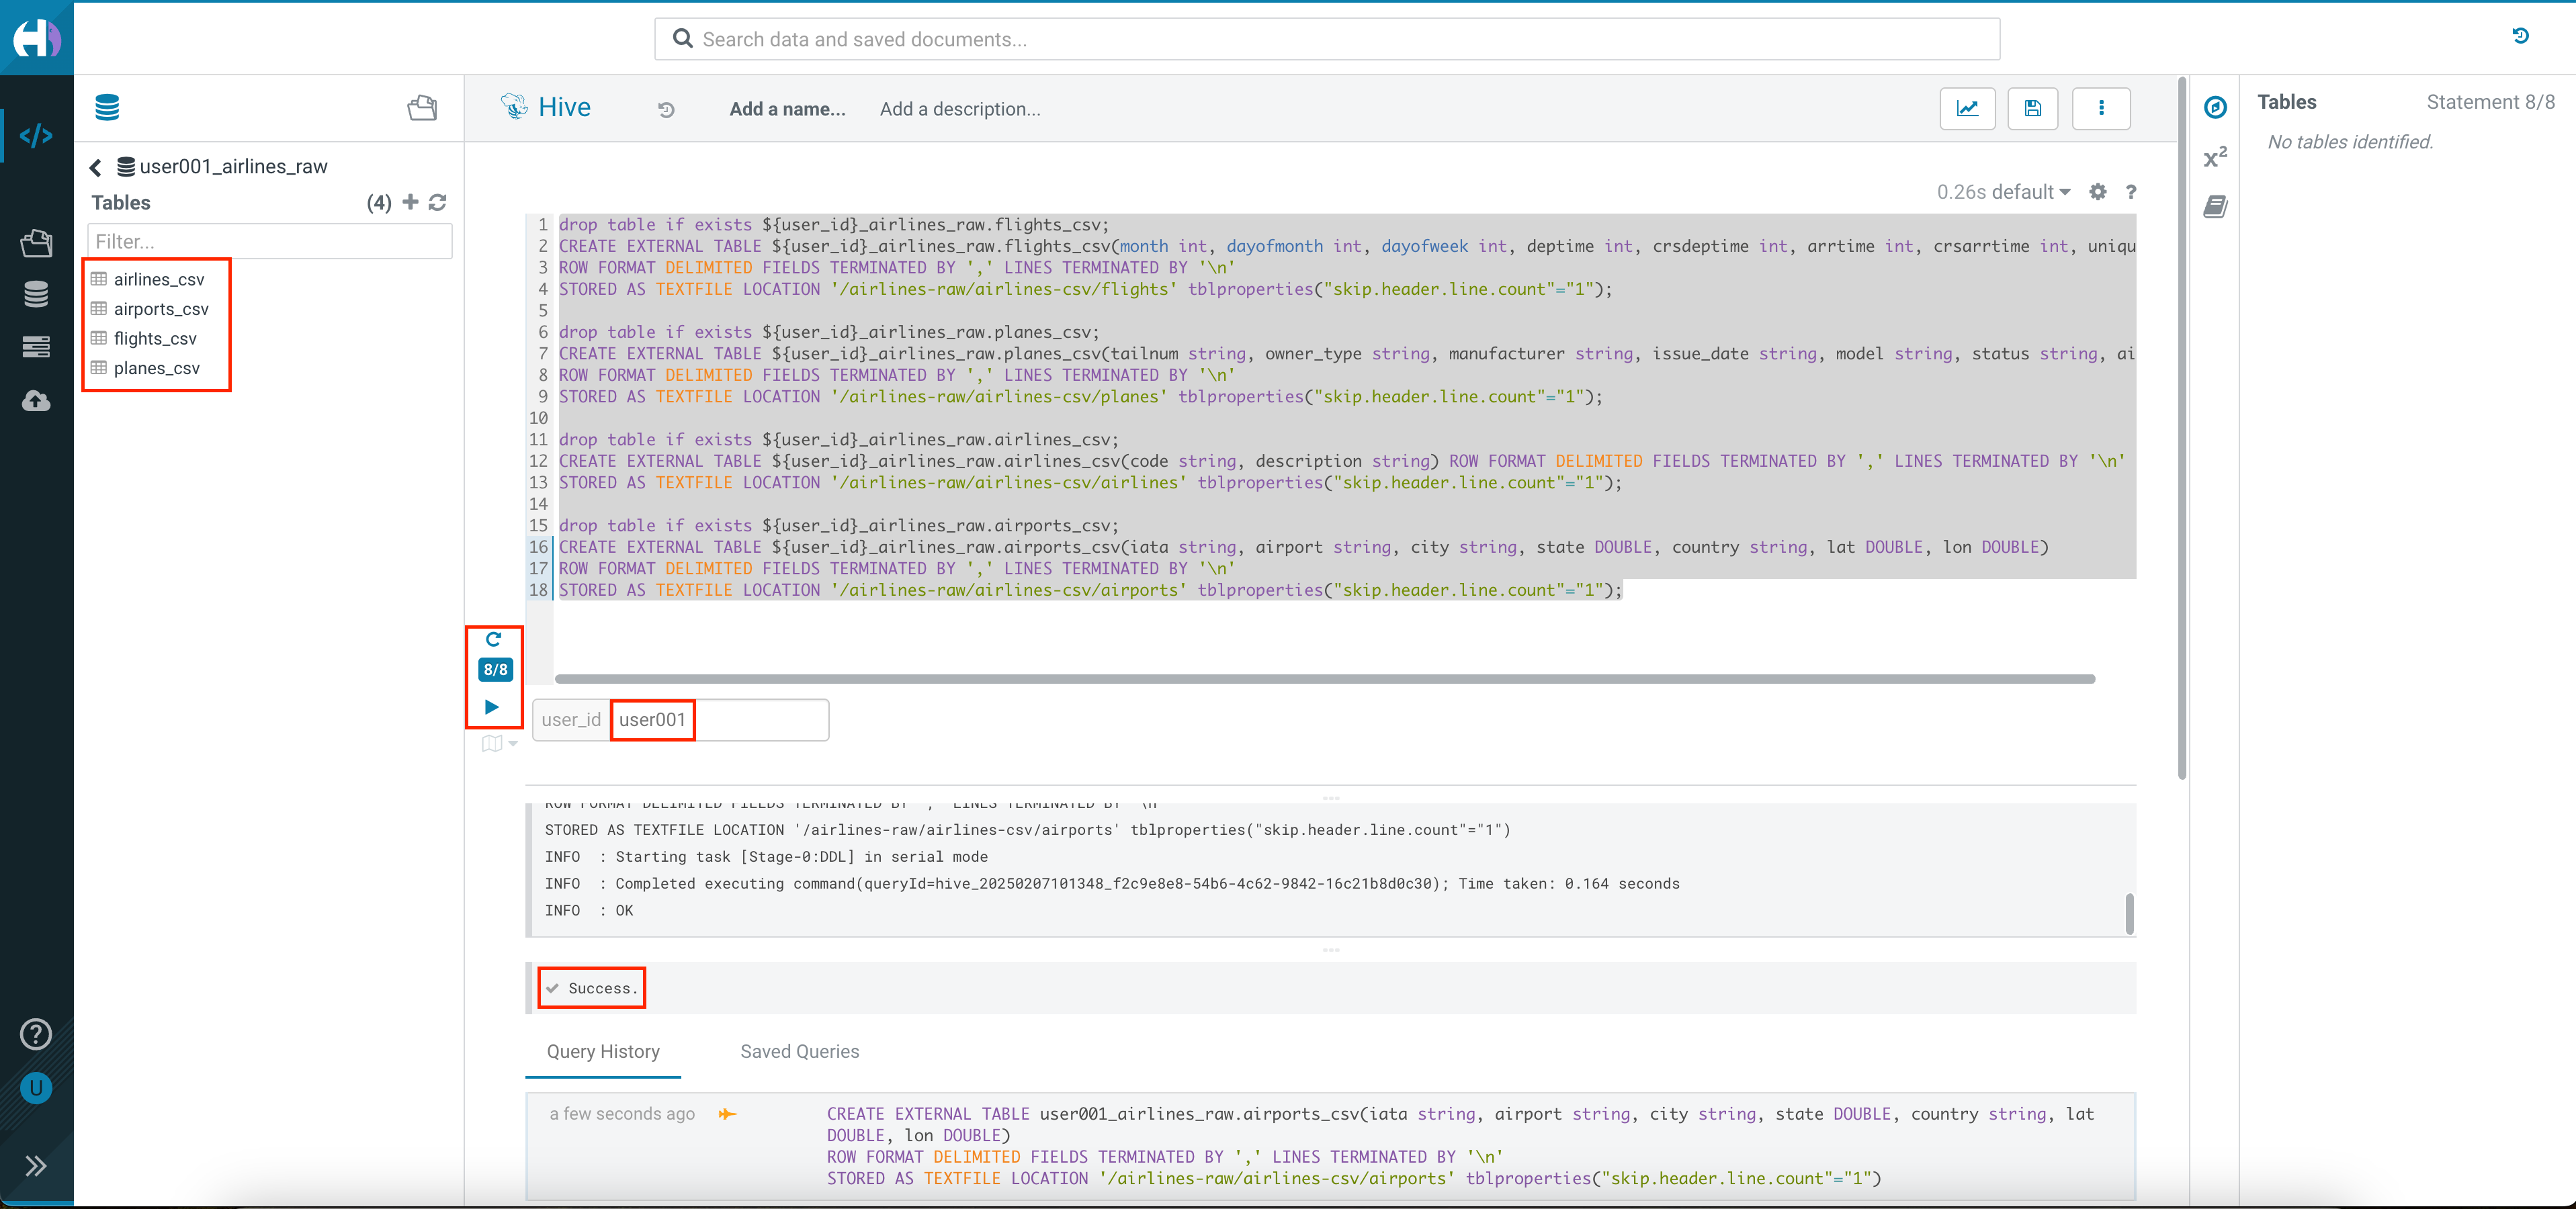 Search data and saved documents...
Hive
Add a name...
Add a description...
Tables
Statement 8/8
No tables identified.
user001_airlines_raw
Tables
(4)
Filter...
airlines_csv
airports_csv
flights_csv
planes_csv
0.26s default
?
1 drop table if exists ${user_id}_airlines_raw.flights_csv;
2 CREATE EXTERNAL TABLE ${user_id}_airlines_raw.flights_csv(month int, dayofmonth int, dayofweek int, deptime int, crsdeptime int, arrtime int, crsarrtime int, uniqu
3 ROW FORMAT DELIMITED FIELDS TERMINATED BY ',' LINES TERMINATED BY '\n'
4 STORED AS TEXTFILE LOCATION '/airlines-raw/airlines-csv/flights' tblproperties("skip.header.line.count"="1");
5
6 drop table if exists ${user_id}_airlines_raw.planes_csv;
7 CREATE EXTERNAL TABLE ${user_id}_airlines_raw.planes_csv(tailnum string, owner_type string, manufacturer string, issue_date string, model string, status string, ai
8 ROW FORMAT DELIMITED FIELDS TERMINATED BY ',' LINES TERMINATED BY '\n'
9 STORED AS TEXTFILE LOCATION '/airlines-raw/airlines-csv/planes' tblproperties("skip.header.line.count"="1");
10
11 drop table if exists ${user_id}_airlines_raw.airlines_csv;
12 CREATE EXTERNAL TABLE ${user_id}_airlines_raw.airlines_csv(code string, description string) ROW FORMAT DELIMITED FIELDS TERMINATED BY ',' LINES TERMINATED BY '\n'
13 STORED AS TEXTFILE LOCATION '/airlines-raw/airlines-csv/airlines' tblproperties("skip.header.line.count"="1");
14
15 drop table if exists ${user_id}_airlines_raw.airports_csv;
16 CREATE EXTERNAL TABLE ${user_id}_airlines_raw.airports_csv(iata string, airport string, city string, state DOUBLE, country string, lat DOUBLE, lon DOUBLE)
17 ROW FORMAT DELIMITED FIELDS TERMINATED BY ',' LINES TERMINATED BY '\n'
18 STORED AS TEXTFILE LOCATION '/airlines-raw/airlines-csv/airports' tblproperties("skip.header.line.count"="1");
8/8
user_id user001
ROW FORMAT DELIMITED FIELDS TERMINATED BY ',' LINES TERMINATED BY '\n'
STORED AS TEXTFILE LOCATION '/airlines-raw/airlines-csv/airports' tblproperties("skip.header.line.count"="1")
INFO  : Starting task [Stage-0:DDL] in serial mode
INFO  : Completed executing command(queryId=hive_20250207101348_f2c9e8e8-54b6-4c62-9842-16c21b8d0c30); Time taken: 0.164 seconds
INFO  : OK
Success.
Query History
Saved Queries
a few seconds ago
CREATE EXTERNAL TABLE user001_airlines_raw.airports_csv(iata string, airport string, city string, state DOUBLE, country string, lat
DOUBLE, lon DOUBLE)
ROW FORMAT DELIMITED FIELDS TERMINATED BY ',' LINES TERMINATED BY '\n'
STORED AS TEXTFILE LOCATION '/airlines-raw/airlines-csv/airports' tblproperties("skip.header.line.count"="1")
x²
U